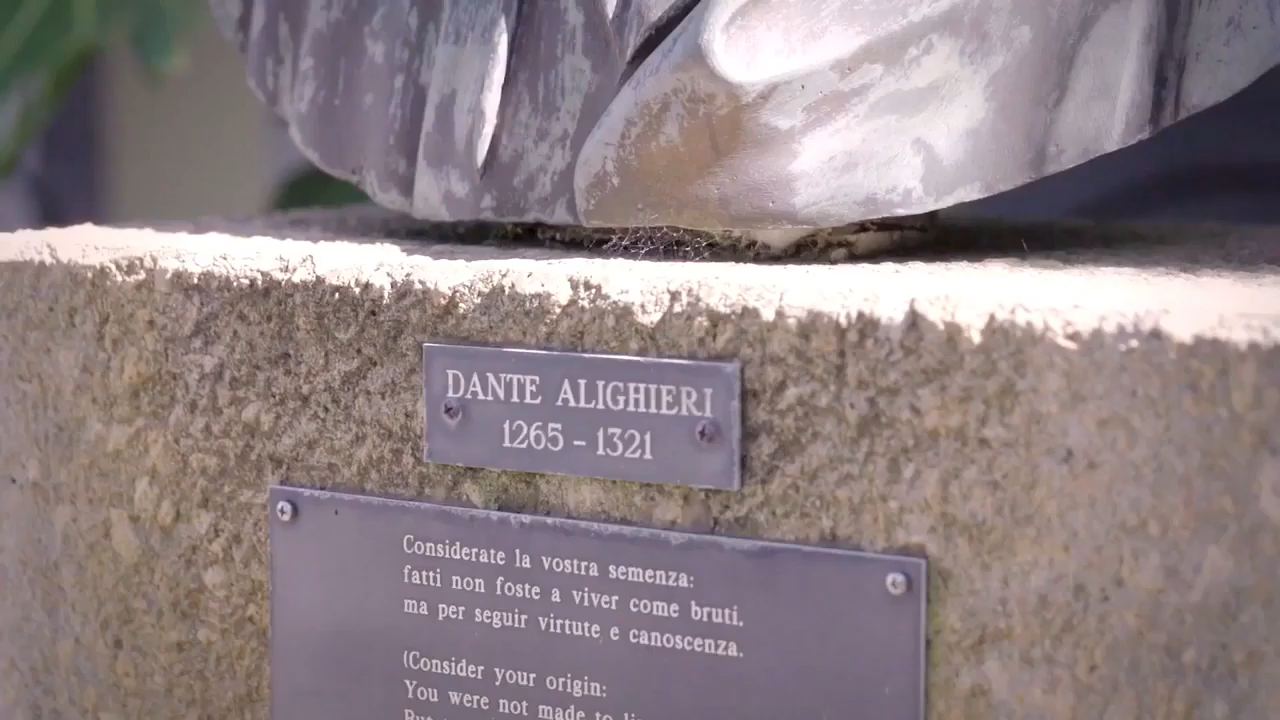 DANTE ALIGHIERI
1265 - 1321
Considerate la vostra semenza:
fatti non foste a viver come bruti,
ma per seguir virtute e canoscenza.
(Consider your origin:
You were not made to